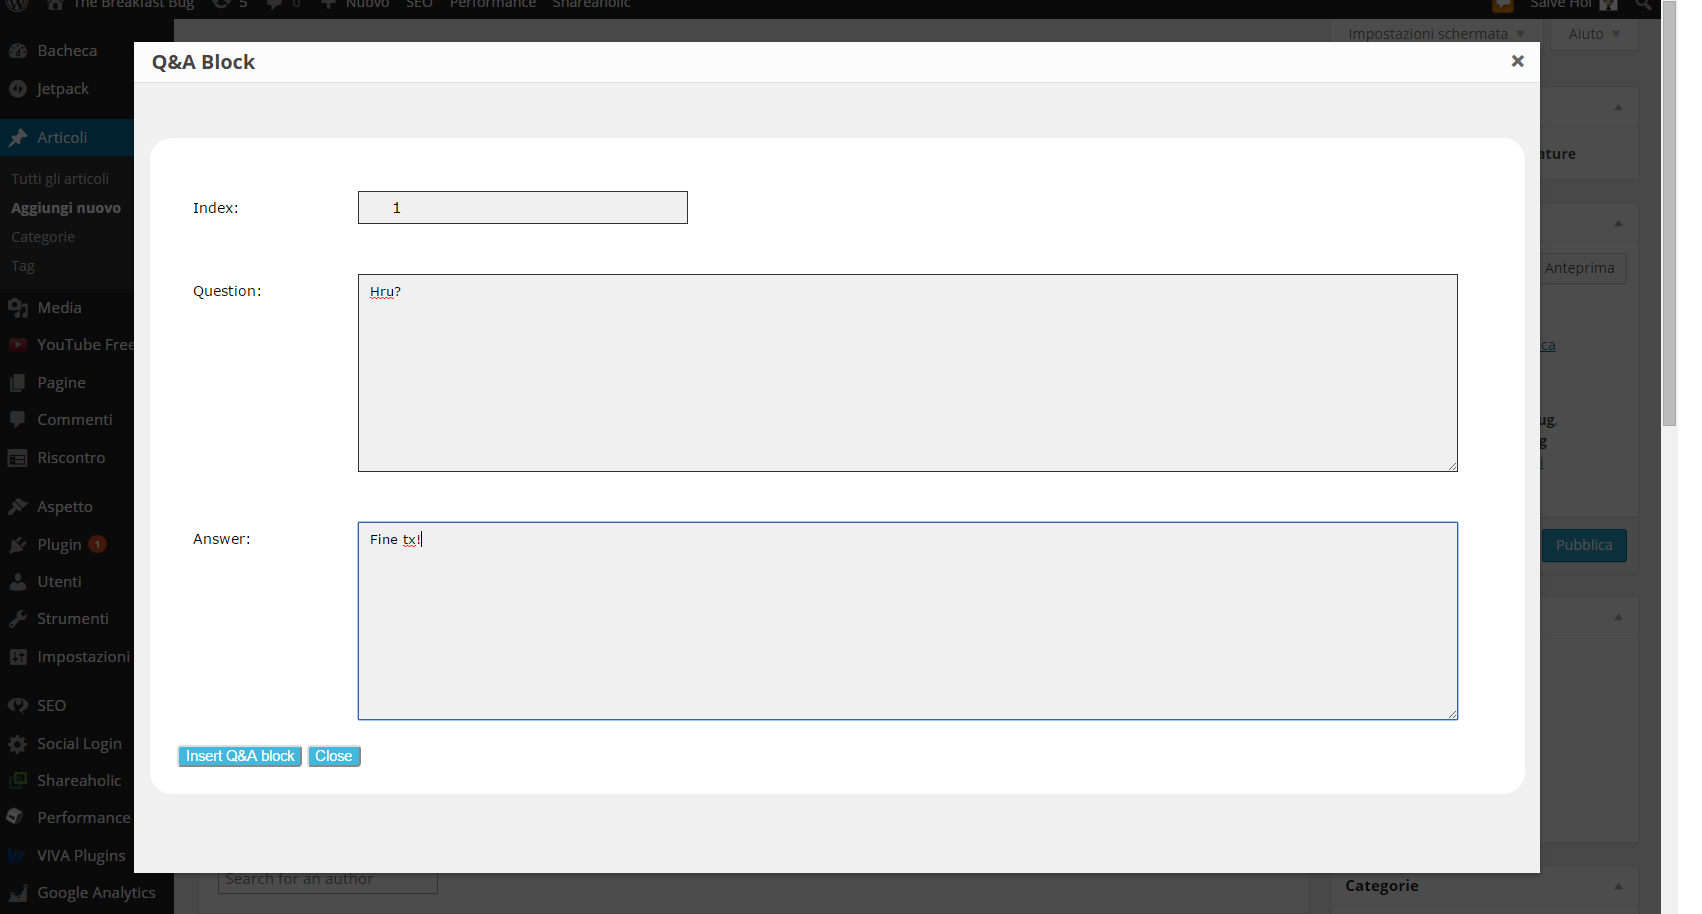 The Breakfast Bug 5 0 Nuovo SEO Performance Shareaholic Salve Hoi
Impostazioni schermata Aiuto
Bacheca
Jetpack
Articoli
Tutti gli articoli
Aggiungi nuovo
Categorie
Tag
Media
YouTube Free
Pagine
Commenti
Riscontro
Aspetto
Plugin 1
Utenti
Strumenti
Impostazioni
SEO
Social Login
Shareaholic
Performance
VIVA Plugins
Google Analytics
Q&A Block
Index: 1
Question: Hru?
Answer: Fine tx!
Insert Q&A block Close
Search for an author
ature
Anteprima
ca
ug,
g
Pubblica
Categorie